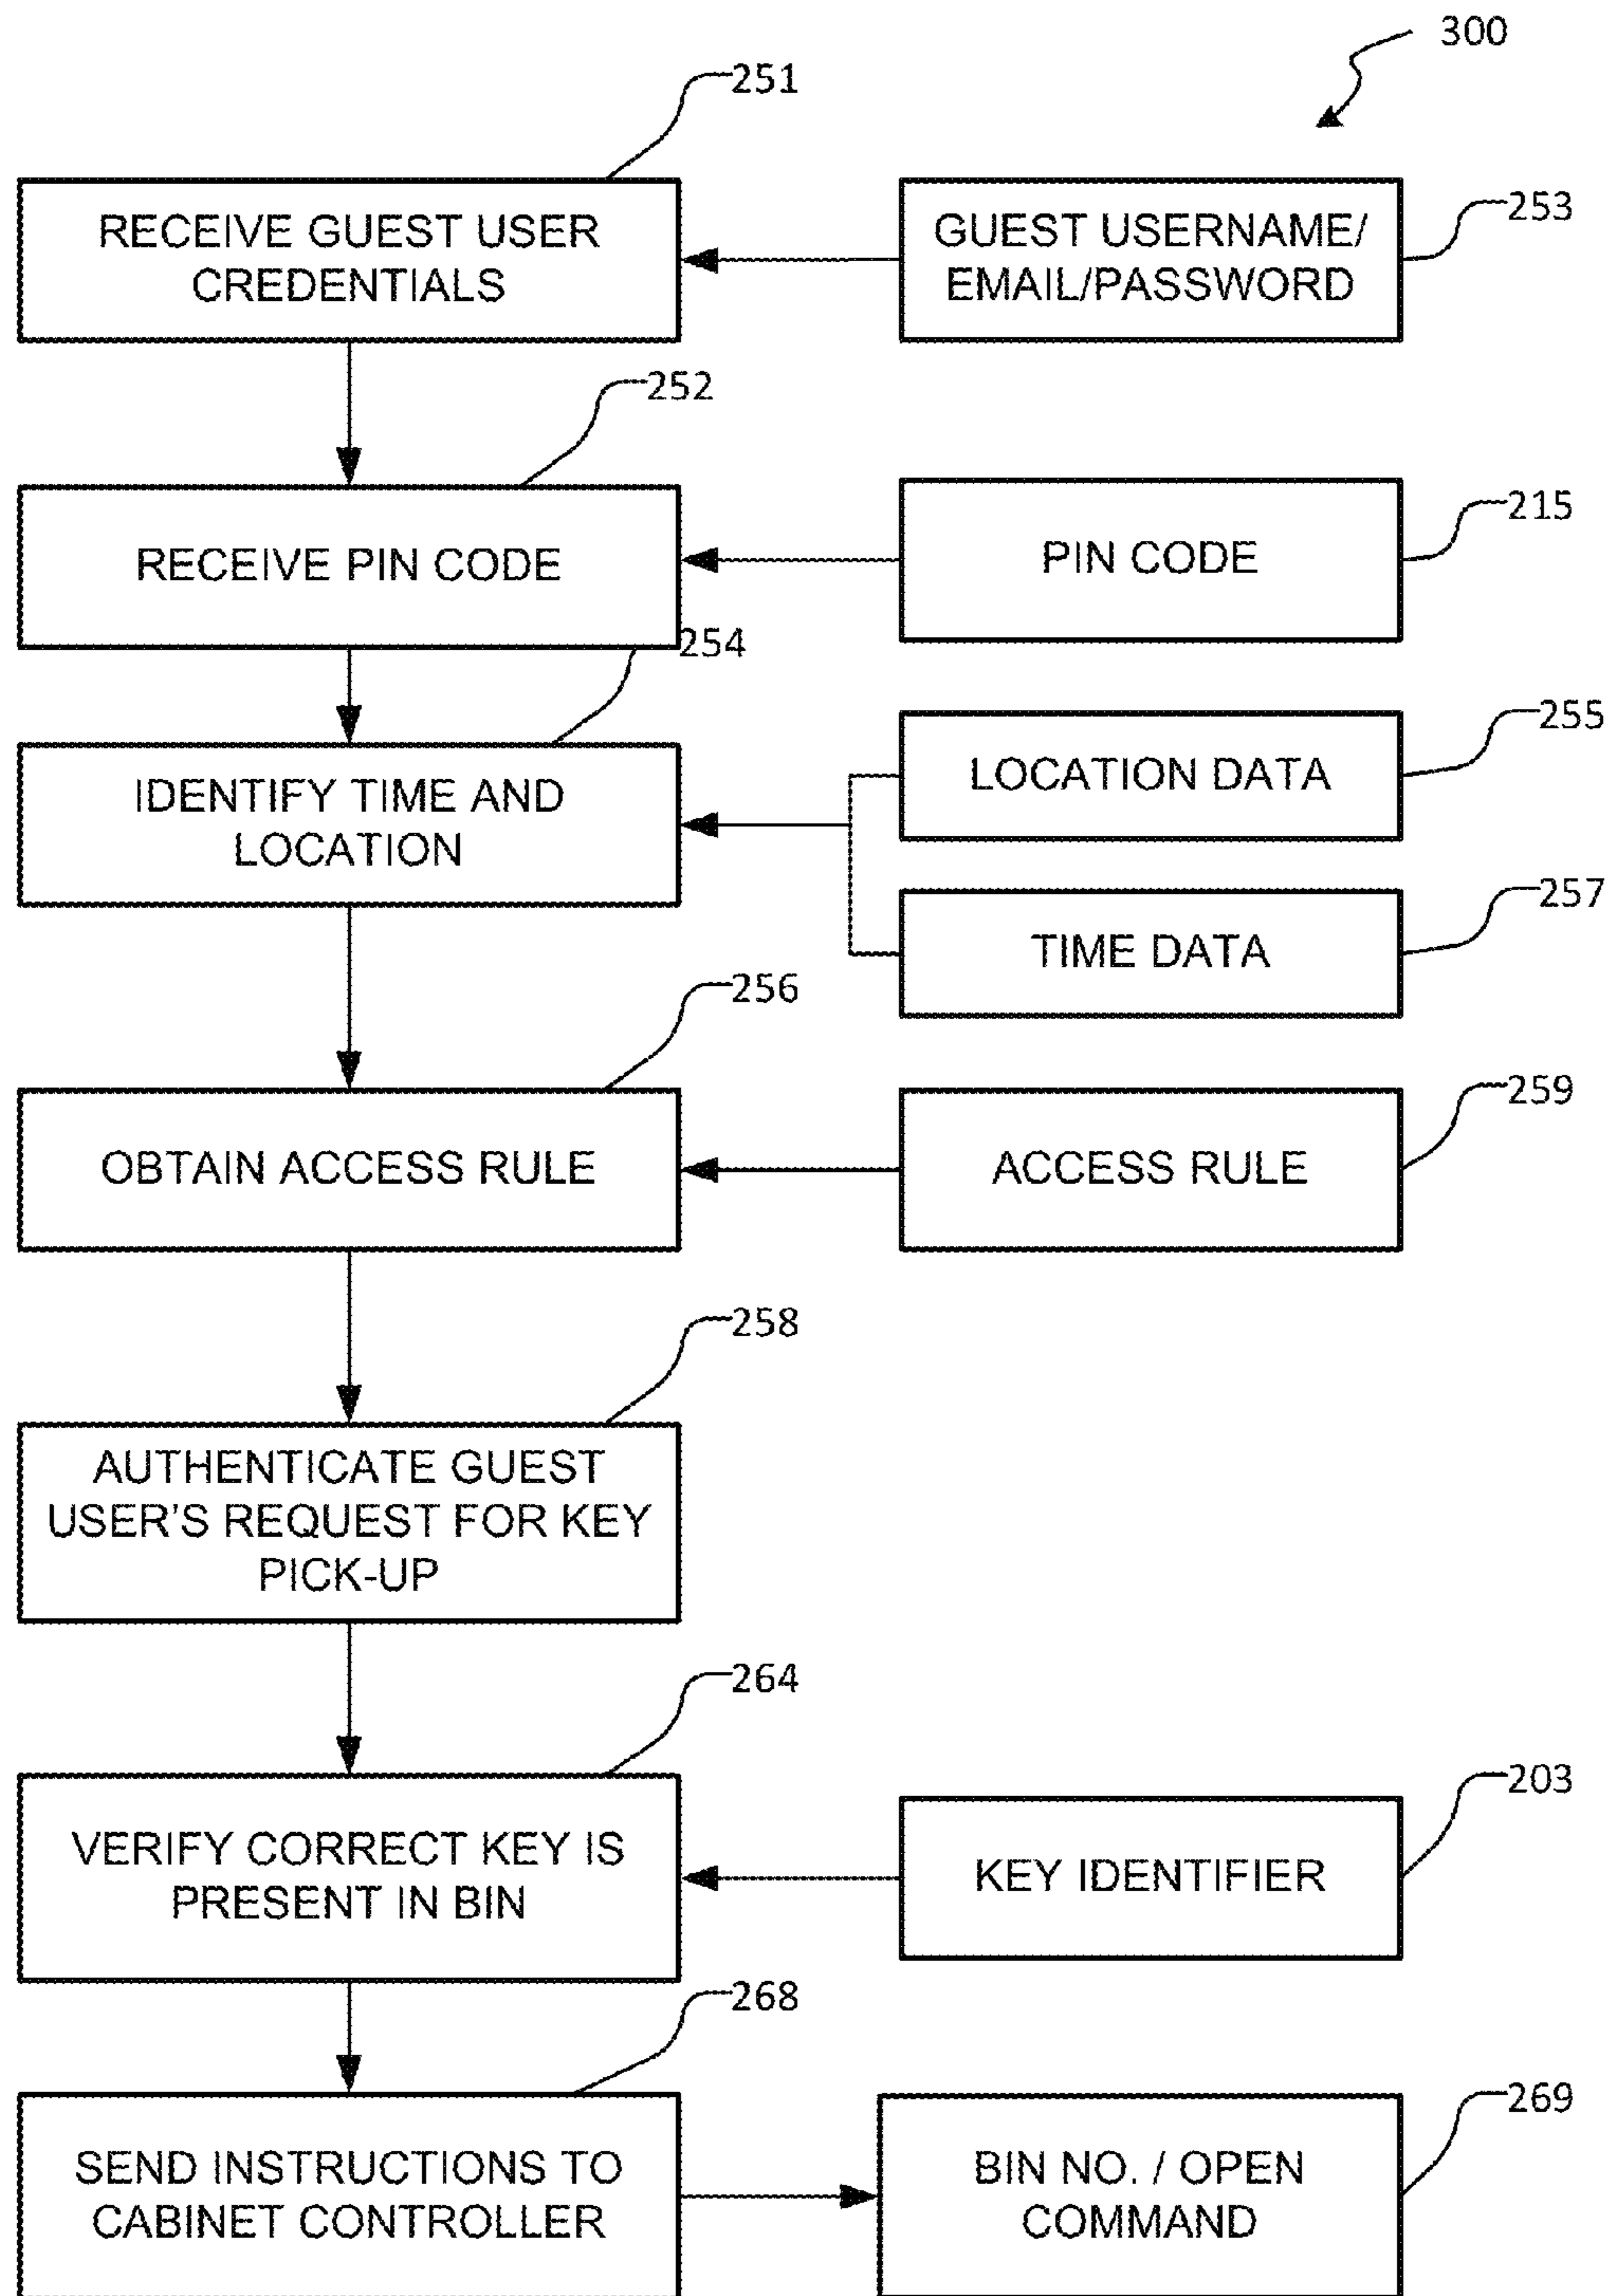 300
251
RECEIVE GUEST USER
CREDENTIALS
GUEST USERNAME/
EMAIL/PASSWORD
253
252
RECEIVE PIN CODE
PIN CODE
215
254
IDENTIFY TIME AND
LOCATION
LOCATION DATA
255
TIME DATA
257
256
OBTAIN ACCESS RULE
ACCESS RULE
259
258
AUTHENTICATE GUEST
USER'S REQUEST FOR KEY
PICK-UP
264
VERIFY CORRECT KEY IS
PRESENT IN BIN
KEY IDENTIFIER
203
268
SEND INSTRUCTIONS TO
CABINET CONTROLLER
BIN NO. / OPEN
COMMAND
269